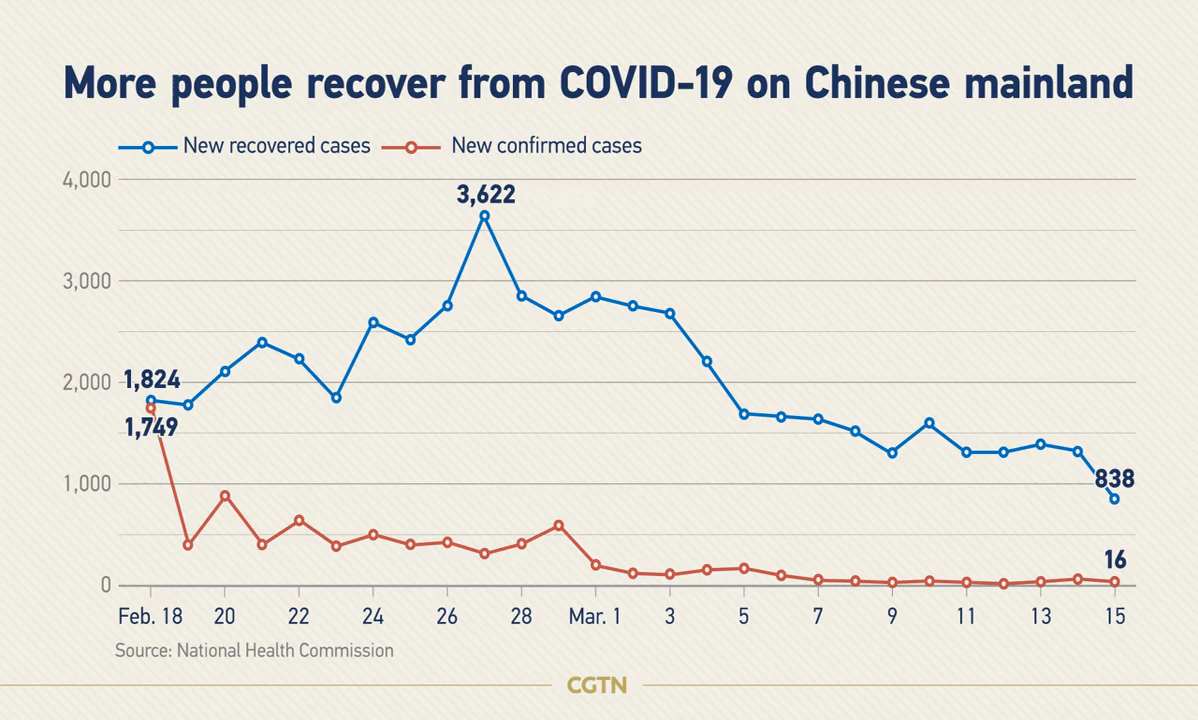 More people recover from COVID-19 on Chinese mainland
New recovered cases New confirmed cases
4,000
3,622
3,000
2,000
1,824
1,749
1,000
838
16
0
Feb. 18 20 22 24 26 28 Mar. 1 3 5 7 9 11 13 15
Source: National Health Commission
CGTN